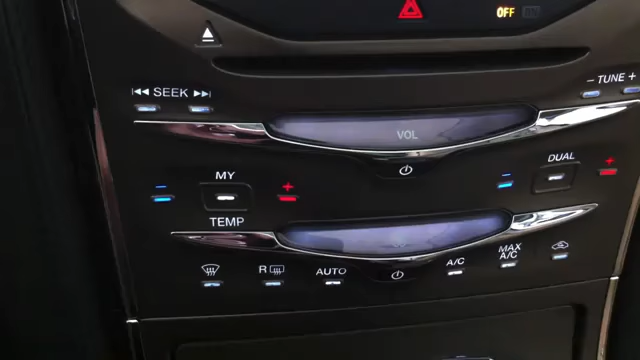 OFF
SEEK
- TUNE +
VOL
DUAL
- MY +
- +
TEMP
R AUTO
A/C
MAX
A/C